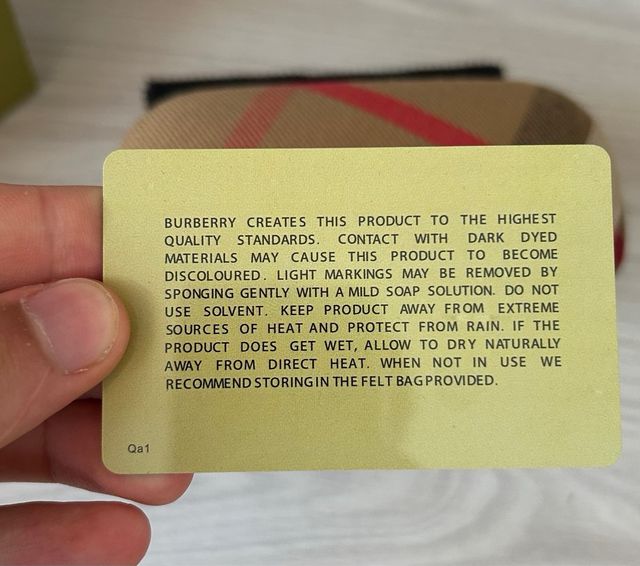 BURBERRY CREATES THIS PRODUCT TO THE HIGHEST
QUALITY STANDARDS. CONTACT WITH DARK DYED
MATERIALS MAY CAUSE THIS PRODUCT TO BECOME
DISCOLOURED. LIGHT MARKINGS MAY BE REMOVED BY
SPONGING GENTLY WITH A MILD SOAP SOLUTION. DO NOT
USE SOLVENT. KEEP PRODUCT AWAY FROM EXTREME
SOURCES OF HEAT AND PROTECT FROM RAIN. IF THE
PRODUCT DOES GET WET, ALLOW TO DRY NATURALLY
AWAY FROM DIRECT HEAT. WHEN NOT IN USE WE
RECOMMEND STORING IN THE FELT BAG PROVIDED.
Qa1